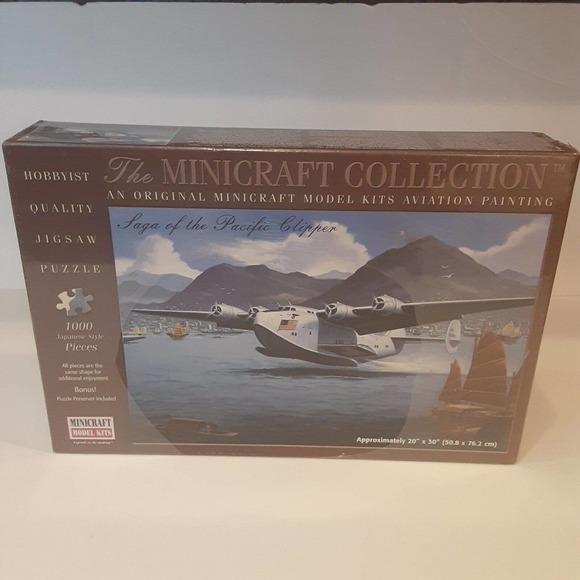 HOBBYIST
QUALITY
JIGSAW
PUZZLE
1000
Japanese Style
Pieces
All pieces are the
same shape for
additional enjoyment
Bonus!
Puzzle Preserver Included
MINICRAFT
MODEL KITS
The MINICRAFT COLLECTION™
AN ORIGINAL MINICRAFT MODEL KITS AVIATION PAINTING
Saga of the Pacific Clipper
Approximately 20" x 30" (50.8 x 76.2 cm)